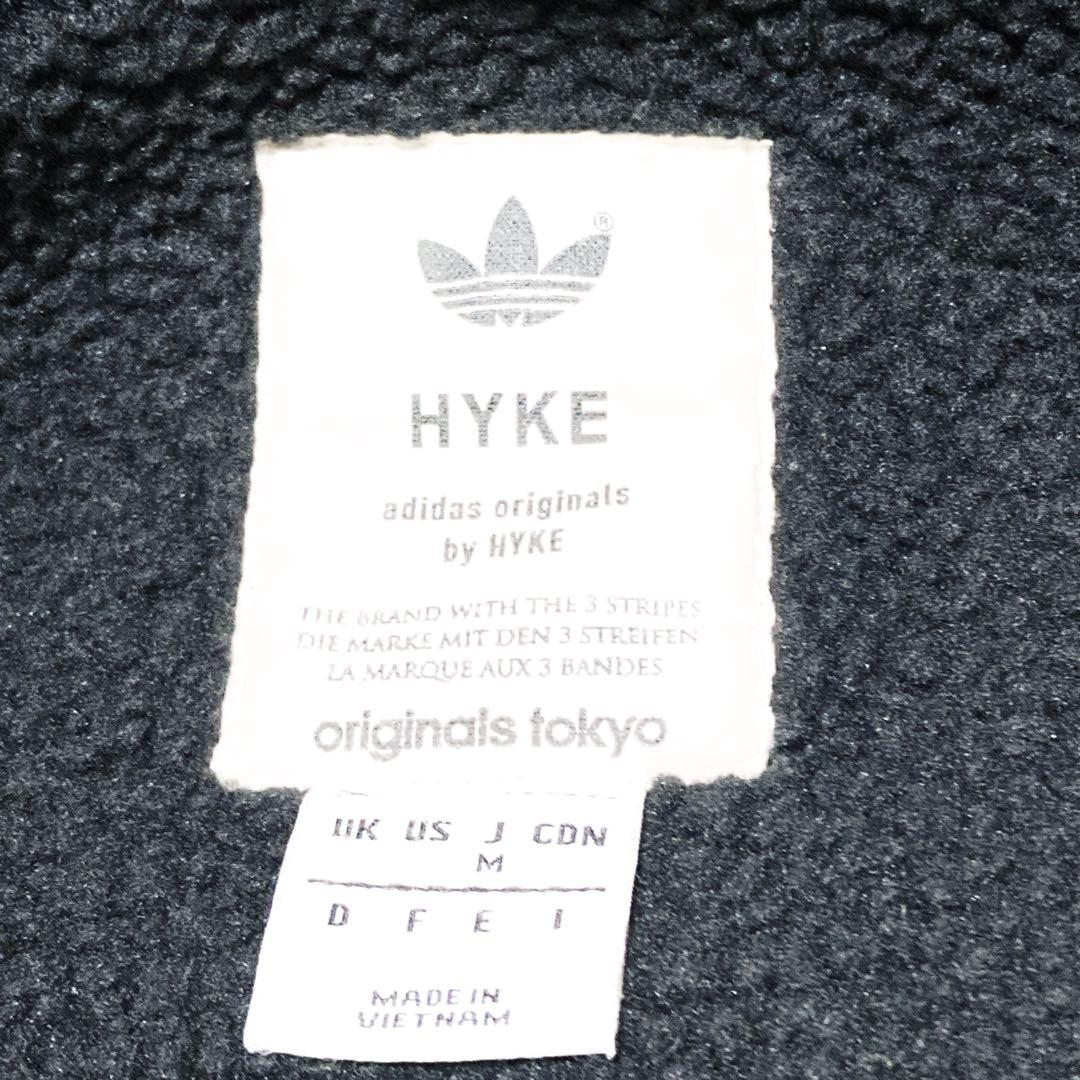 ®
HYKE
adidas originals
by HYKE
THE BRAND WITH THE 3 STRIPES
DIE MARKE MIT DEN 3 STREIFEN
LA MARQUE AUX 3 BANDES
originals tokyo
UK US J CDN
M
D F E I
MADE IN
VIETNAM